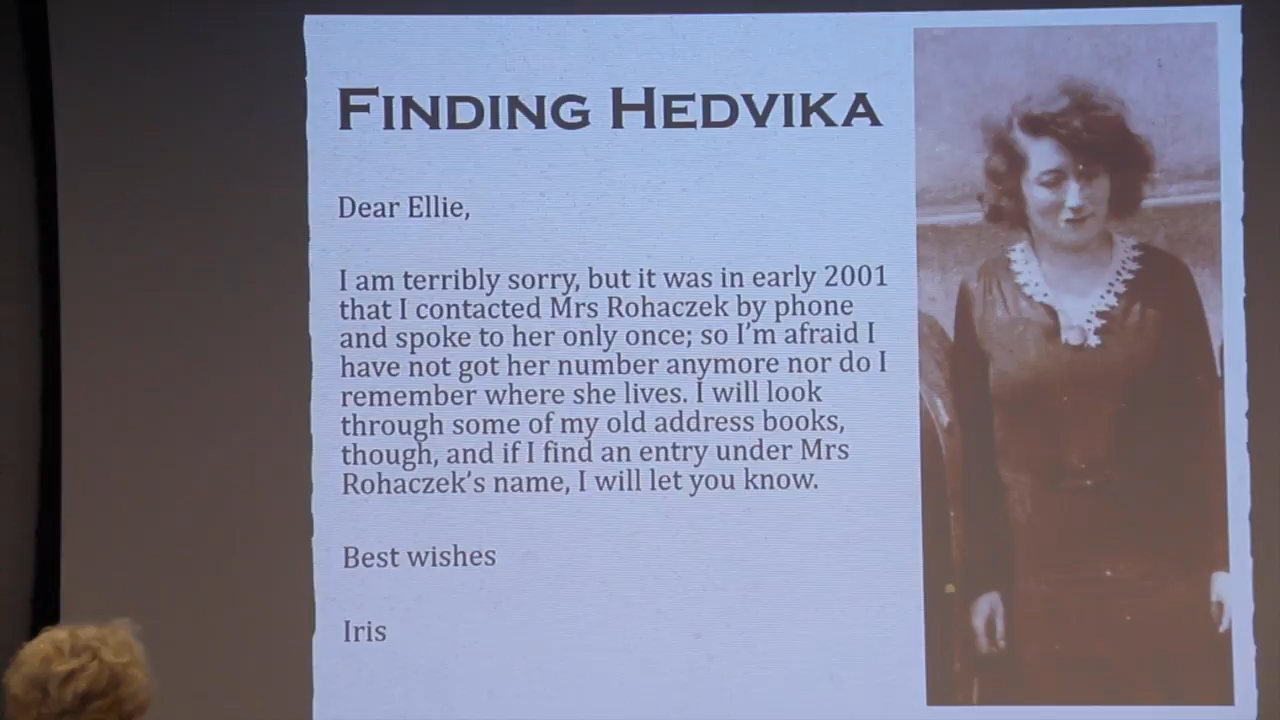 FINDING HEDVIKA
Dear Ellie,
I am terribly sorry, but it was in early 2001
that I contacted Mrs Rohaczek by phone
and spoke to her only once; so I’m afraid I
have not got her number anymore nor do I
remember where she lives. I will look
through some of my old address books,
though, and if I find an entry under Mrs
Rohaczek’s name, I will let you know.
Best wishes
Iris